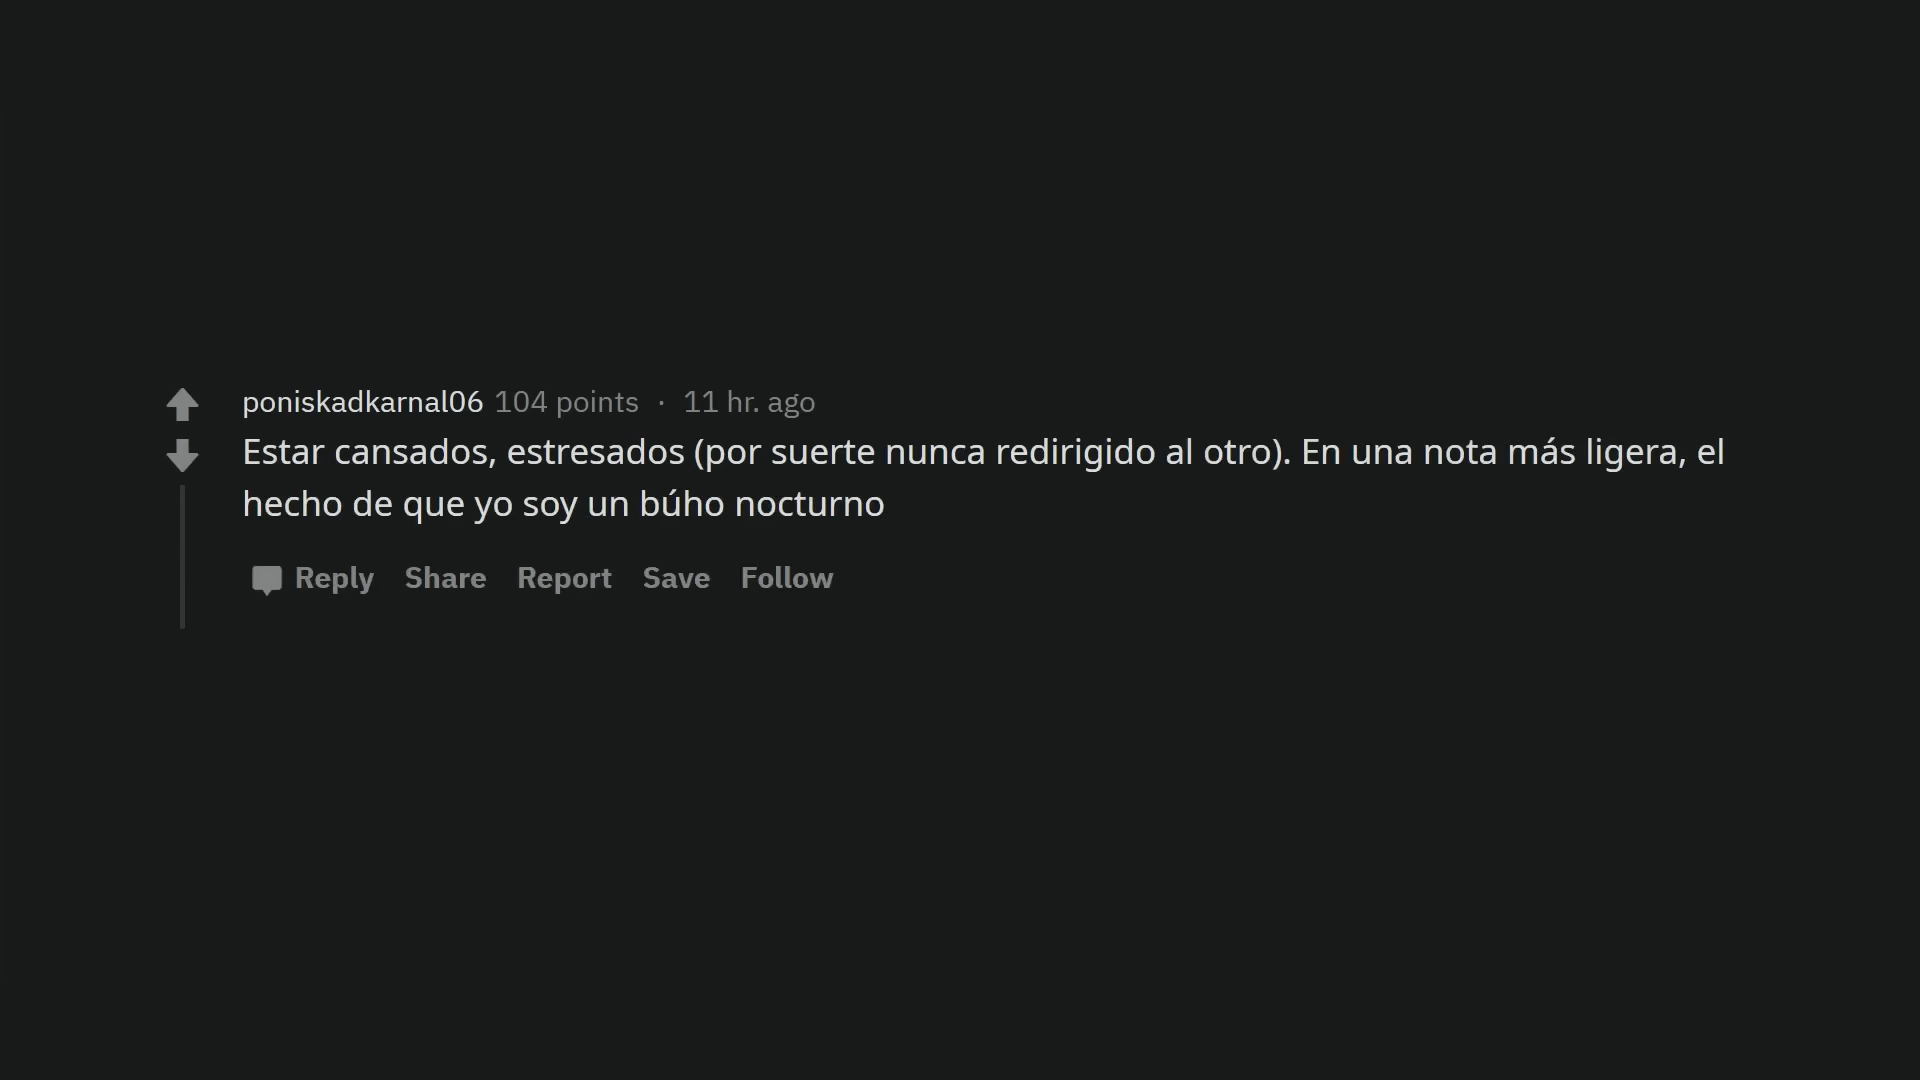 poniskadkarnal06 104 points · 11 hr. ago
Estar cansados, estresados (por suerte nunca redirigido al otro). En una nota más ligera, el
hecho de que yo soy un búho nocturno
Reply Share Report Save Follow